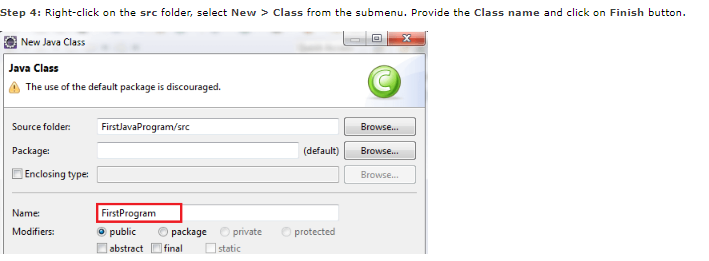 Step 4: Right-click on the src folder, select New > Class from the submenu. Provide the Class name and click on Finish button.
New Java Class
Java Class
The use of the default package is discouraged.
C
Source folder: FirstJavaProgram/src Browse...
Package: (default) Browse...
Enclosing type: Browse...
Name: FirstProgram
Modifiers: public package private protected
abstract final static